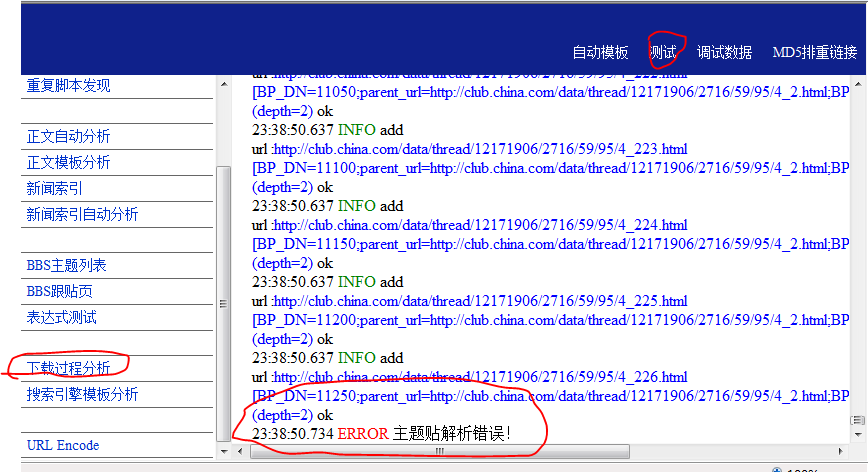 自动模板 测试 调试数据 MD5排重链接
重复脚本发现
正文自动分析
正文模板分析
新闻索引
新闻索引自动分析
BBS主题列表
BBS跟贴页
表达式测试
下载过程分析
搜索引擎模板分析
URL Encode
url :http://club.china.com/data/thread/12171906/2716/59/95/4_222.html
[BP_DN=11050;parent_url=http://club.china.com/data/thread/12171906/2716/59/95/4_2.html;BP
(depth=2) ok
23:38:50.637 INFO add
url :http://club.china.com/data/thread/12171906/2716/59/95/4_223.html
[BP_DN=11100;parent_url=http://club.china.com/data/thread/12171906/2716/59/95/4_2.html;BP
(depth=2) ok
23:38:50.637 INFO add
url :http://club.china.com/data/thread/12171906/2716/59/95/4_224.html
[BP_DN=11150;parent_url=http://club.china.com/data/thread/12171906/2716/59/95/4_2.html;BP
(depth=2) ok
23:38:50.637 INFO add
url :http://club.china.com/data/thread/12171906/2716/59/95/4_225.html
[BP_DN=11200;parent_url=http://club.china.com/data/thread/12171906/2716/59/95/4_2.html;BP
(depth=2) ok
23:38:50.637 INFO add
url :http://club.china.com/data/thread/12171906/2716/59/95/4_226.html
[BP_DN=11250;parent_url=http://club.china.com/data/thread/12171906/2716/59/95/4_2.html;BP
(depth=2) ok
23:38:50.734 ERROR 主题贴解析错误!